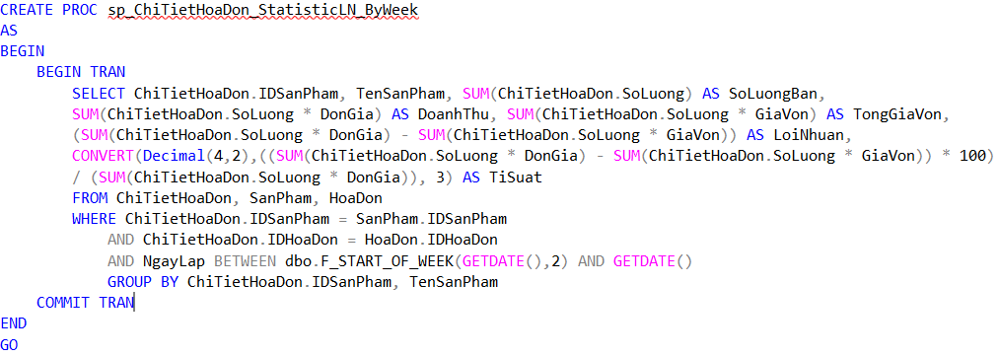 CREATE PROC sp_ChiTietHoaDon_StatisticLN_ByWeek
AS
BEGIN
BEGIN TRAN
SELECT ChiTietHoaDon.IDSanPham, TenSanPham, SUM(ChiTietHoaDon.SoLuong) AS SoLuongBan,
SUM(ChiTietHoaDon.SoLuong * DonGia) AS DoanhThu, SUM(ChiTietHoaDon.SoLuong * GiaVon) AS TongGiaVon,
(SUM(ChiTietHoaDon.SoLuong * DonGia) - SUM(ChiTietHoaDon.SoLuong * GiaVon)) AS LoiNhuan,
CONVERT(Decimal(4,2),((SUM(ChiTietHoaDon.SoLuong * DonGia) - SUM(ChiTietHoaDon.SoLuong * GiaVon)) * 100)
/ (SUM(ChiTietHoaDon.SoLuong * DonGia)), 3) AS TiSuat
FROM ChiTietHoaDon, SanPham, HoaDon
WHERE ChiTietHoaDon.IDSanPham = SanPham.IDSanPham
AND ChiTietHoaDon.IDHoaDon = HoaDon.IDHoaDon
AND NgayLap BETWEEN dbo.F_START_OF_WEEK(GETDATE(),2) AND GETDATE()
GROUP BY ChiTietHoaDon.IDSanPham, TenSanPham
COMMIT TRAN
END
GO